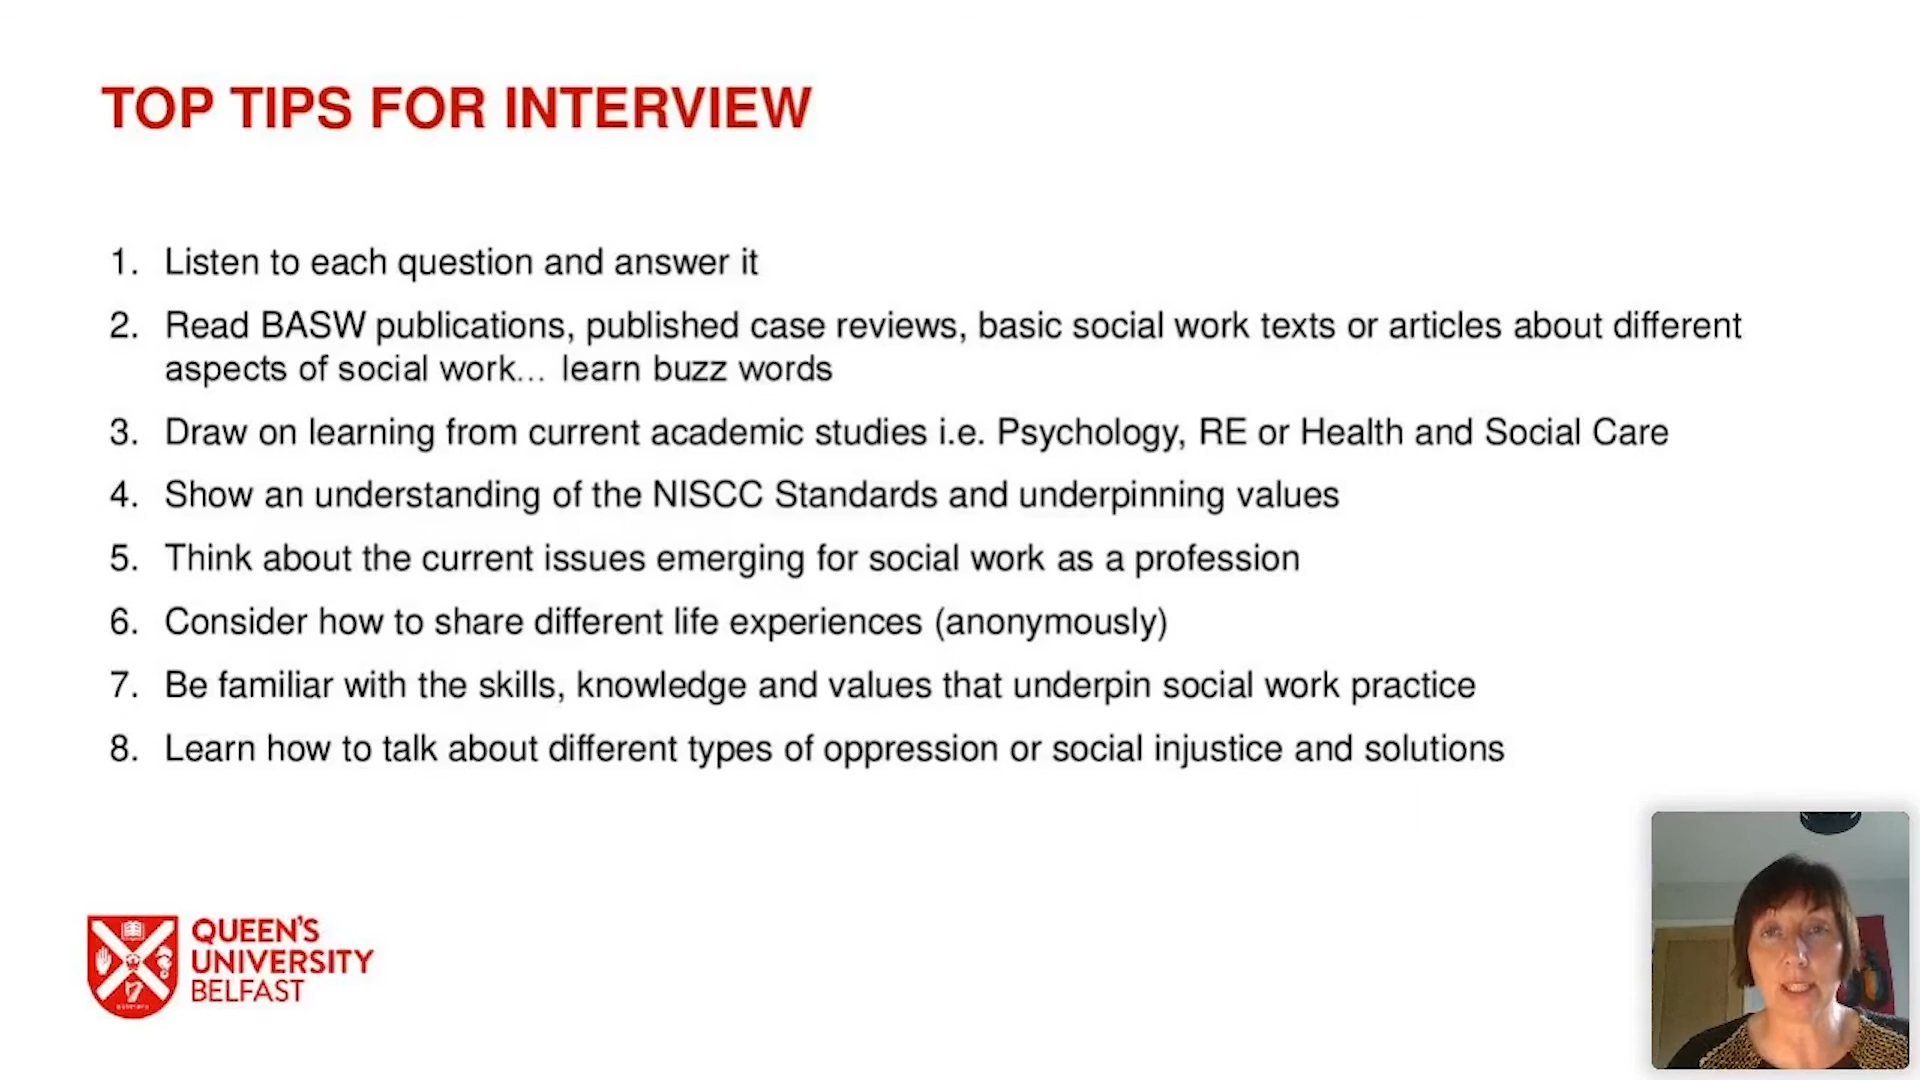 TOP TIPS FOR INTERVIEW
1. Listen to each question and answer it
2. Read BASW publications, published case reviews, basic social work texts or articles about different
aspects of social work... learn buzz words
3. Draw on learning from current academic studies i.e. Psychology, RE or Health and Social Care
4. Show an understanding of the NISCC Standards and underpinning values
5. Think about the current issues emerging for social work as a profession
6. Consider how to share different life experiences (anonymously)
7. Be familiar with the skills, knowledge and values that underpin social work practice
8. Learn how to talk about different types of oppression or social injustice and solutions
QUEEN'S
UNIVERSITY
BELFAST